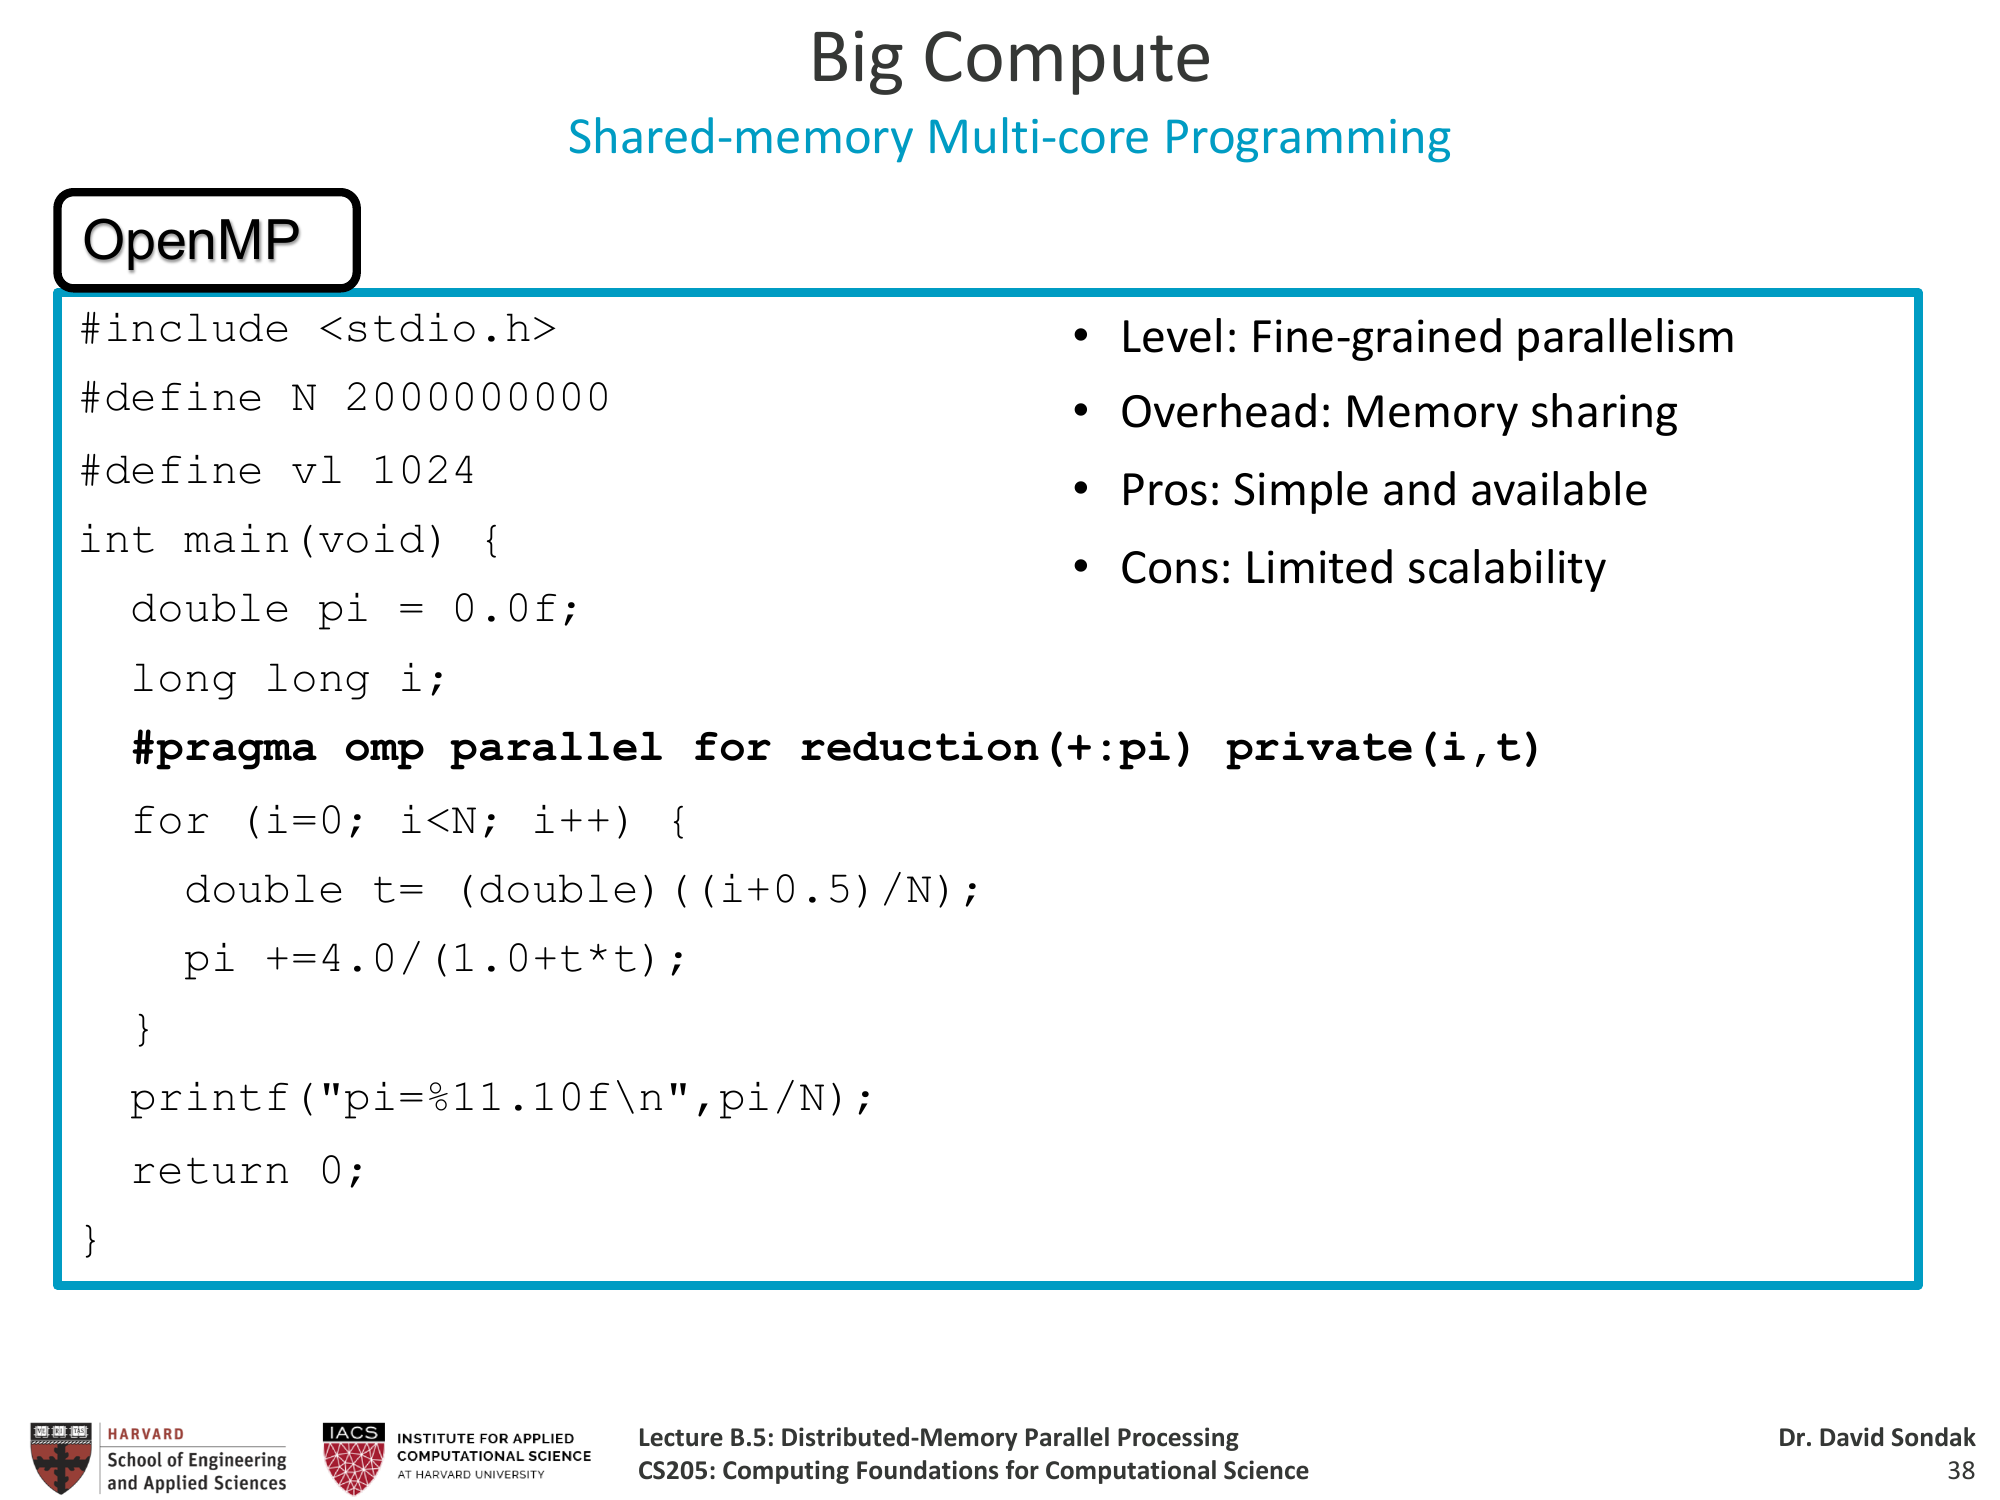 Big Compute
Shared-memory Multi-core Programming
OpenMP
#include <stdio.h>
#define N 2000000000
#define vl 1024
int main(void) {
  double pi = 0.0f;
  long long i;
  #pragma omp parallel for reduction(+:pi) private(i,t)
  for (i=0; i<N; i++) {
    double t= (double)((i+0.5)/N);
    pi +=4.0/(1.0+t*t);
  }
  printf("pi=%11.10f\n",pi/N);
  return 0;
}
• Level: Fine-grained parallelism
• Overhead: Memory sharing
• Pros: Simple and available
• Cons: Limited scalability
HARVARD
School of Engineering
and Applied Sciences
IACS
INSTITUTE FOR APPLIED
COMPUTATIONAL SCIENCE
AT HARVARD UNIVERSITY
Lecture B.5: Distributed-Memory Parallel Processing
CS205: Computing Foundations for Computational Science
Dr. David Sondak
38